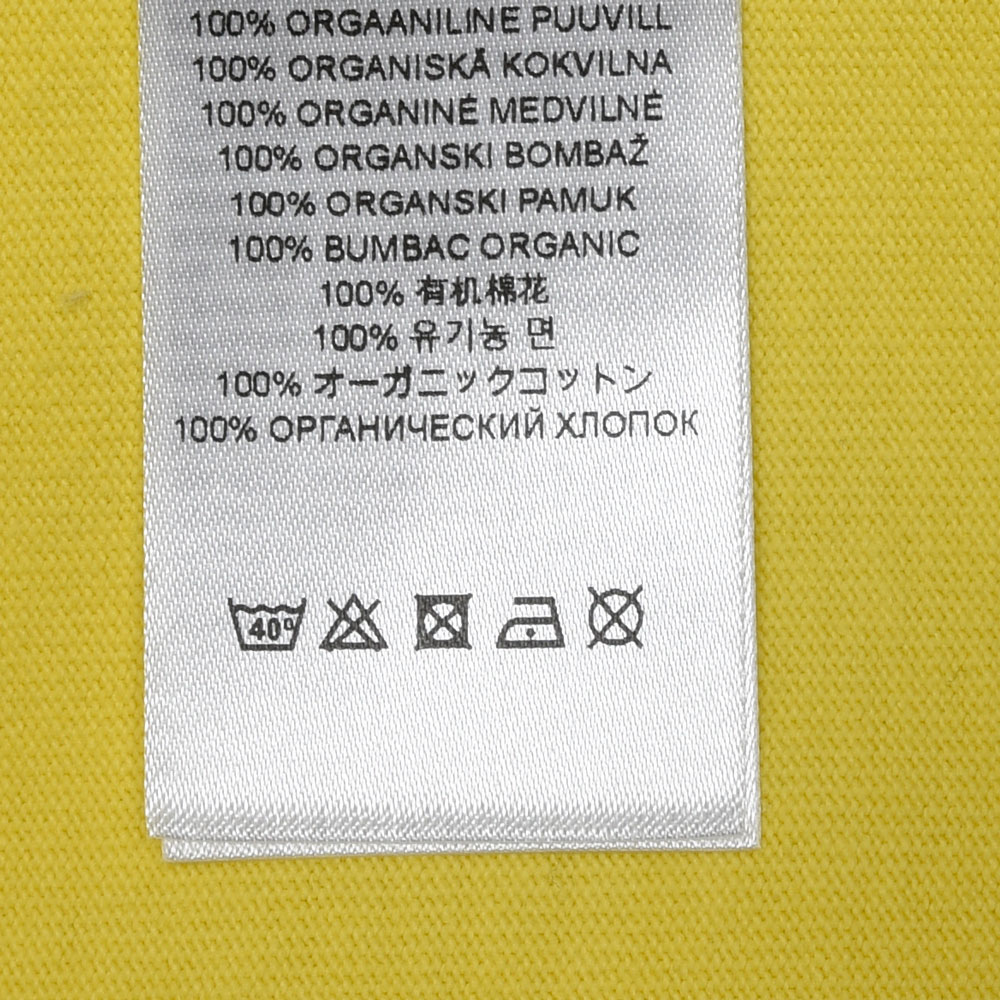 100% ORGAANILINE PUUVILL
100% ORGANISKĀ KOKVILNA
100% ORGANINĖ MEDVILNĖ
100% ORGANSKI BOMBAŽ
100% ORGANSKI PAMUK
100% BUMBAC ORGANIC
100% 有机棉花
100% 유기농 면
100% オーガニックコットン
100% ОРГАНИЧЕСКИЙ ХЛОПОК
40°